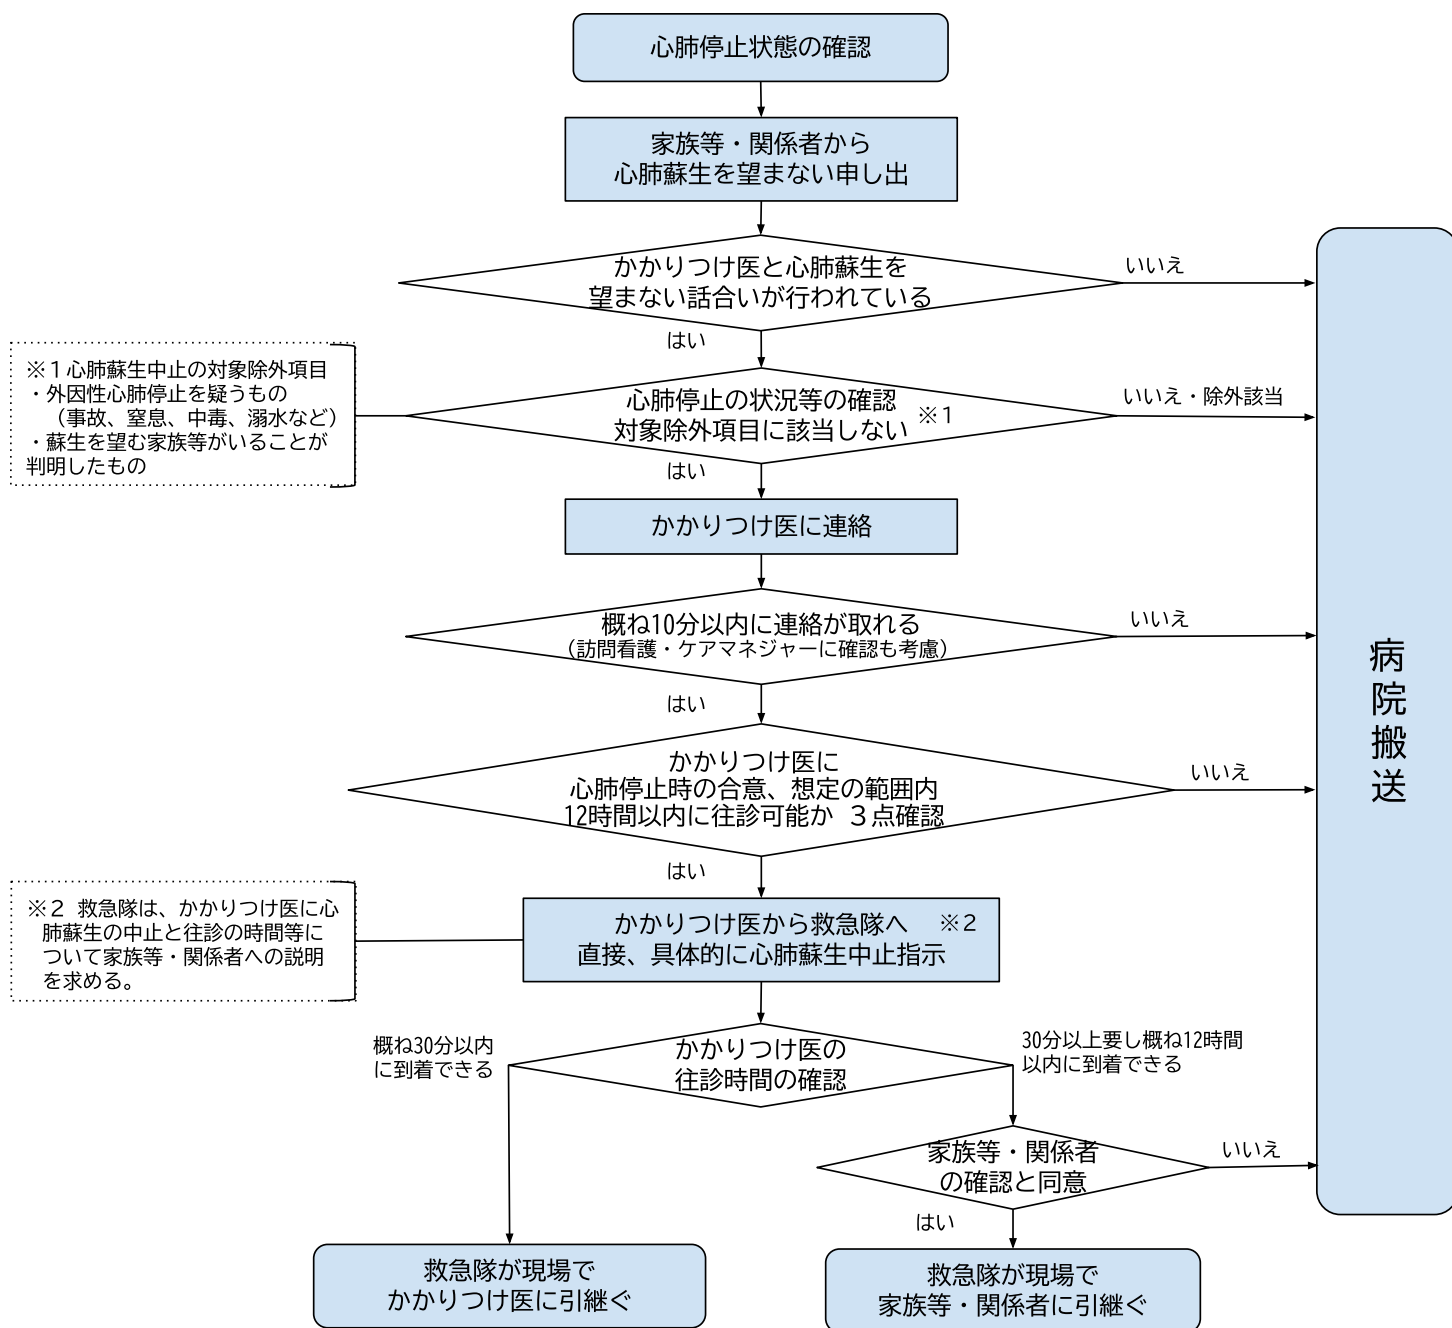 心肺停止状態の確認
家族等・関係者から
心肺蘇生を望まない申し出
かかりつけ医と心肺蘇生を
望まない話合いが行われている
いいえ
はい
※１心肺蘇生中止の対象除外項目
・外因性心肺停止を疑うもの
（事故、窒息、中毒、溺水など）
・蘇生を望む家族等がいることが
判明したもの
心肺停止の状況等の確認
対象除外項目に該当しない
※1
いいえ・除外該当
はい
かかりつけ医に連絡
概ね10分以内に連絡が取れる
（訪問看護・ケアマネジャーに確認も考慮）
いいえ
はい
かかりつけ医に
心肺停止時の合意、想定の範囲内
12時間以内に往診可能か ３点確認
いいえ
はい
※２ 救急隊は、かかりつけ医に心
肺蘇生の中止と往診の時間等に
ついて家族等・関係者への説明
を求める。
かかりつけ医から救急隊へ ※2
直接、具体的に心肺蘇生中止指示
かかりつけ医の
往診時間の確認
概ね30分以内
に到着できる
30分以上要し概ね12時間
以内に到着できる
家族等・関係者
の確認と同意
いいえ
はい
救急隊が現場で
かかりつけ医に引継ぐ
救急隊が現場で
家族等・関係者に引継ぐ
病院搬送